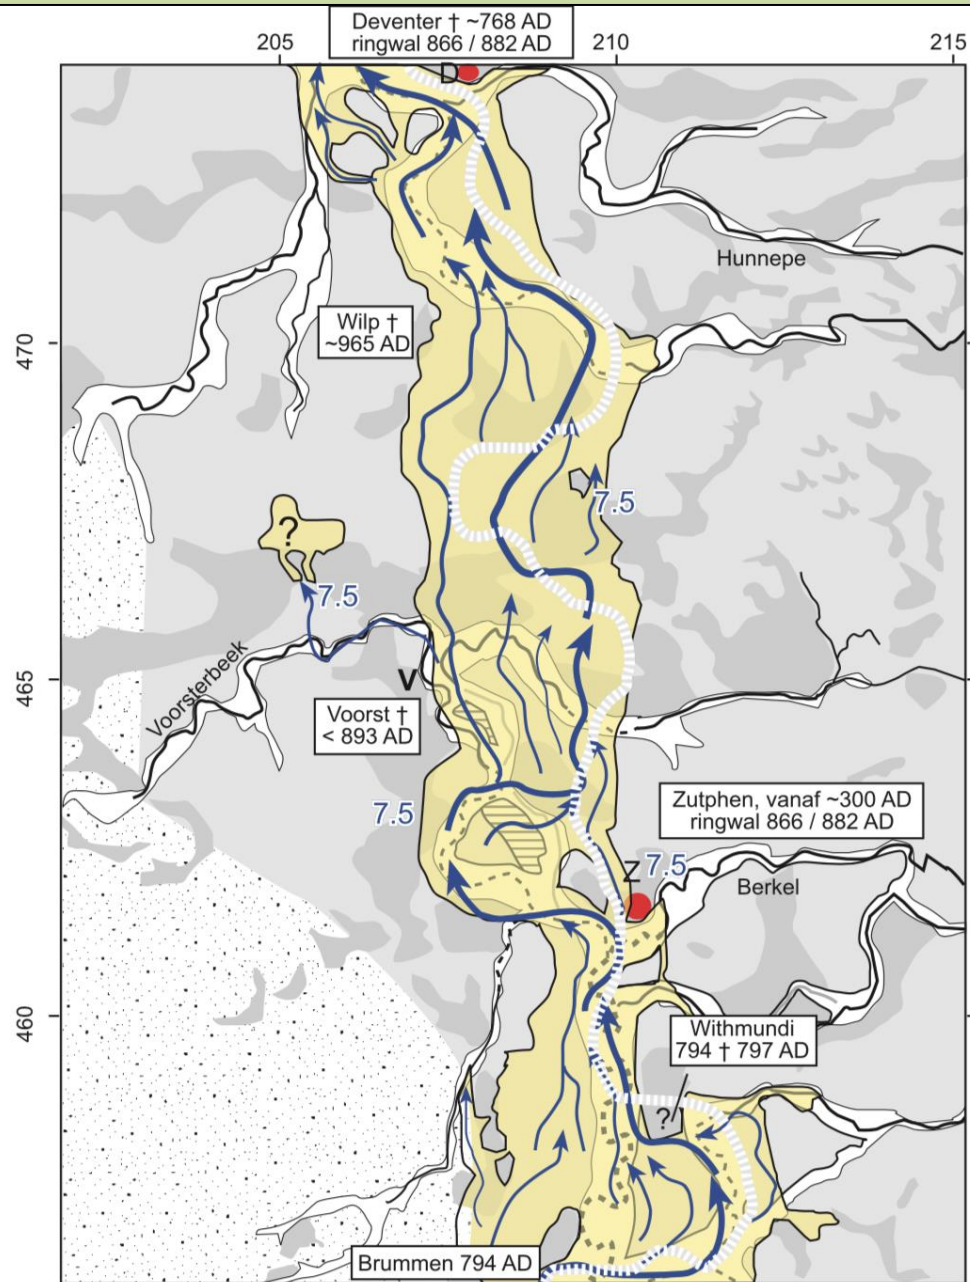 Deventer † ~768 AD
ringwal 866 / 882 AD
205
210
215
D
Hunnepe
Wilp †
~965 AD
470
7.5
?
7.5
Voorsterbeek
465
V
Voorst †
< 893 AD
7.5
Zutphen, vanaf ~300 AD
ringwal 866 / 882 AD
Z 7.5
Berkel
460
Withmundi
794 † 797 AD
?
Brummen 794 AD